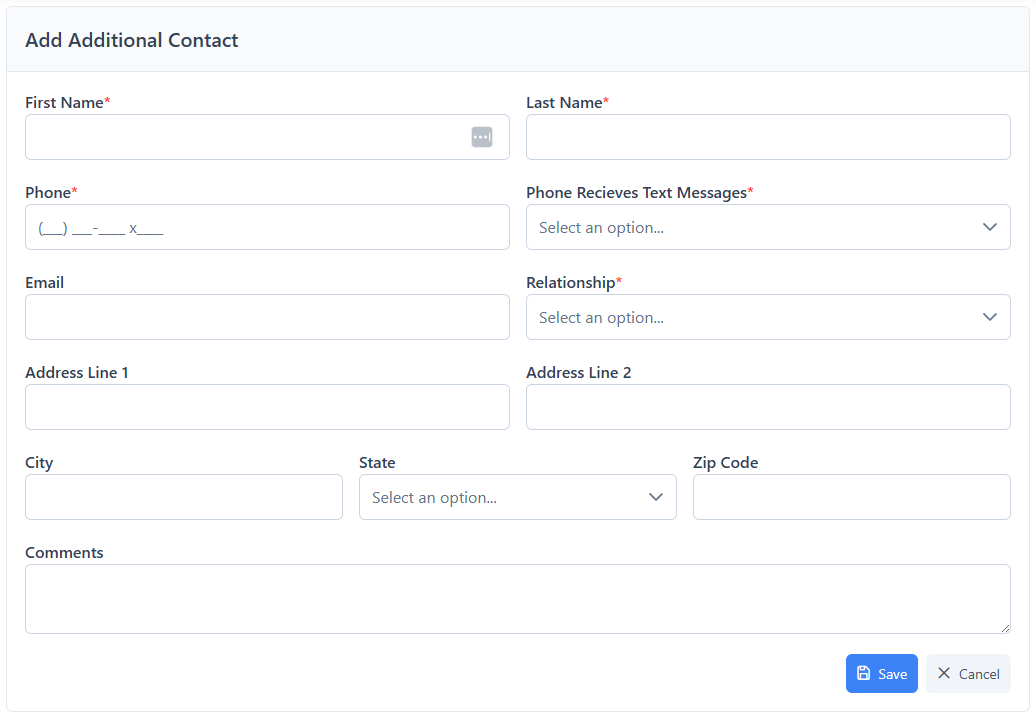 Add Additional Contact
First Name* Last Name*
Phone* Phone Recieves Text Messages*
(___) ___-____ x____ Select an option...
Email Relationship*
Select an option...
Address Line 1 Address Line 2
City State Zip Code
Select an option...
Comments
Save Cancel